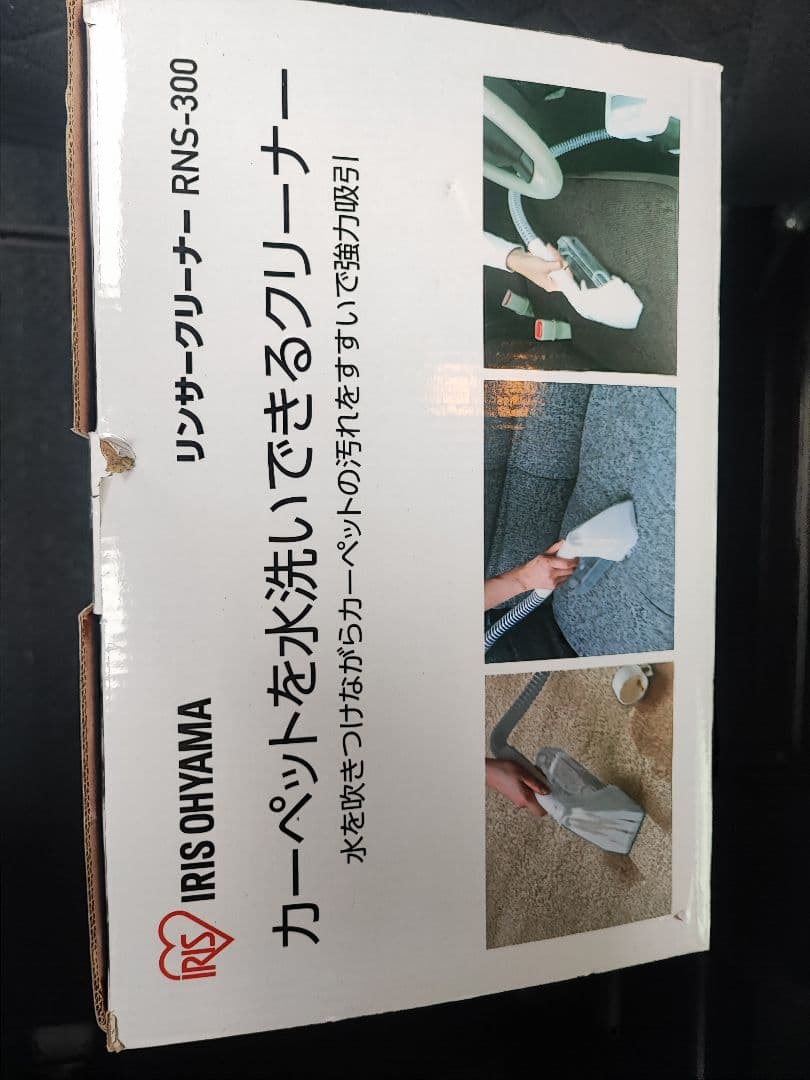 IRIS
IRIS OHYAMA
リンサークリーナー RNS-300
カーペットを水洗いできるクリーナー
水を吹きつけながらカーペットの汚れをすすいで強力吸引